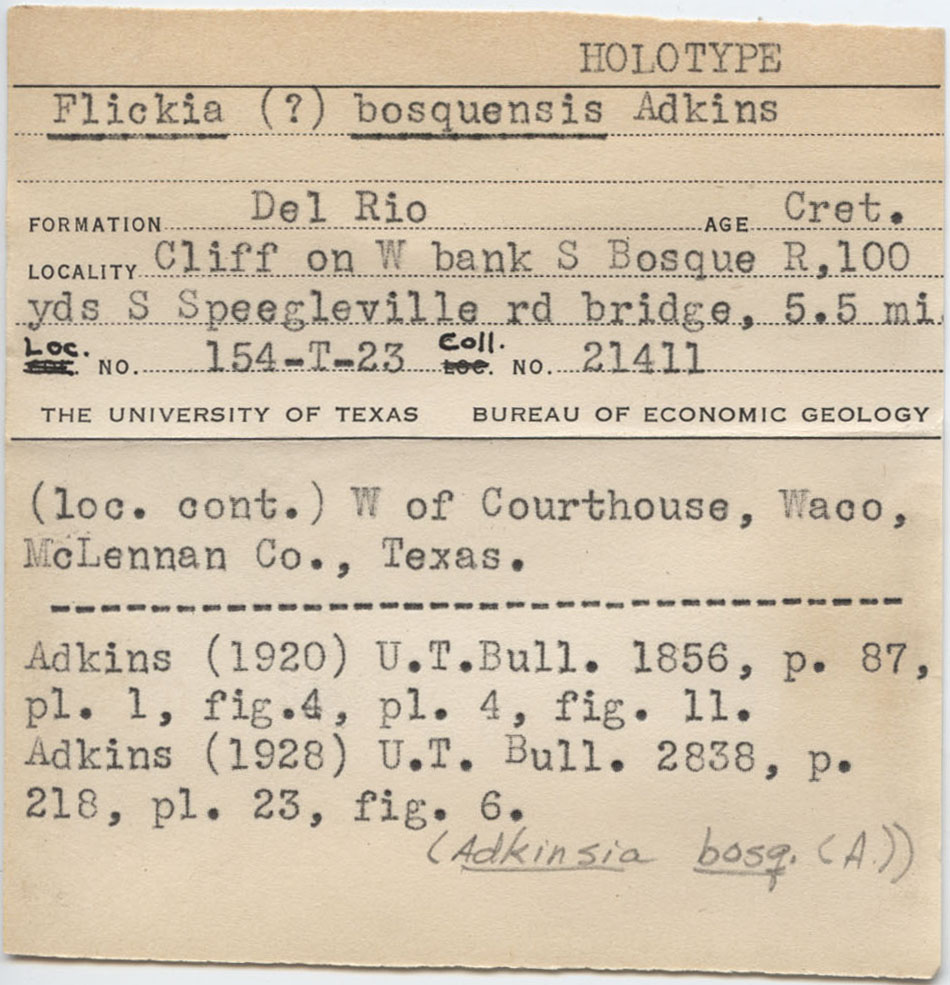 HOLOTYPE
Flickia (?) bosquensis Adkins
FORMATION Del Rio AGE Cret.
LOCALITY Cliff on W bank S Bosque R,100
yds S Speegleville rd bridge, 5.5 mi.
Loc. NO. 154-T-23 Coll. NO. 21411
THE UNIVERSITY OF TEXAS BUREAU OF ECONOMIC GEOLOGY
(loc. cont.) W of Courthouse, Waco,
McLennan Co., Texas.
Adkins (1920) U.T.Bull. 1856, p. 87,
pl. 1, fig.4, pl. 4, fig. 11.
Adkins (1928) U.T. Bull. 2838, p.
218, pl. 23, fig. 6.
(Adkinsia bosq. (A.))